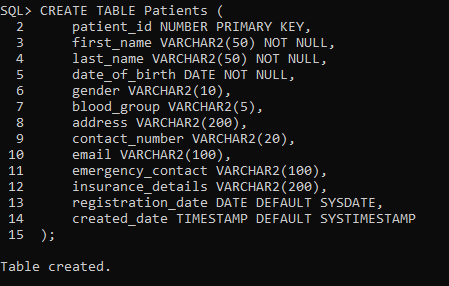 SQL> CREATE TABLE Patients (
  2      patient_id NUMBER PRIMARY KEY,
  3      first_name VARCHAR2(50) NOT NULL,
  4      last_name VARCHAR2(50) NOT NULL,
  5      date_of_birth DATE NOT NULL,
  6      gender VARCHAR2(10),
  7      blood_group VARCHAR2(5),
  8      address VARCHAR2(200),
  9      contact_number VARCHAR2(20),
 10      email VARCHAR2(100),
 11      emergency_contact VARCHAR2(100),
 12      insurance_details VARCHAR2(200),
 13      registration_date DATE DEFAULT SYSDATE,
 14      created_date TIMESTAMP DEFAULT SYSTIMESTAMP
 15  );
Table created.